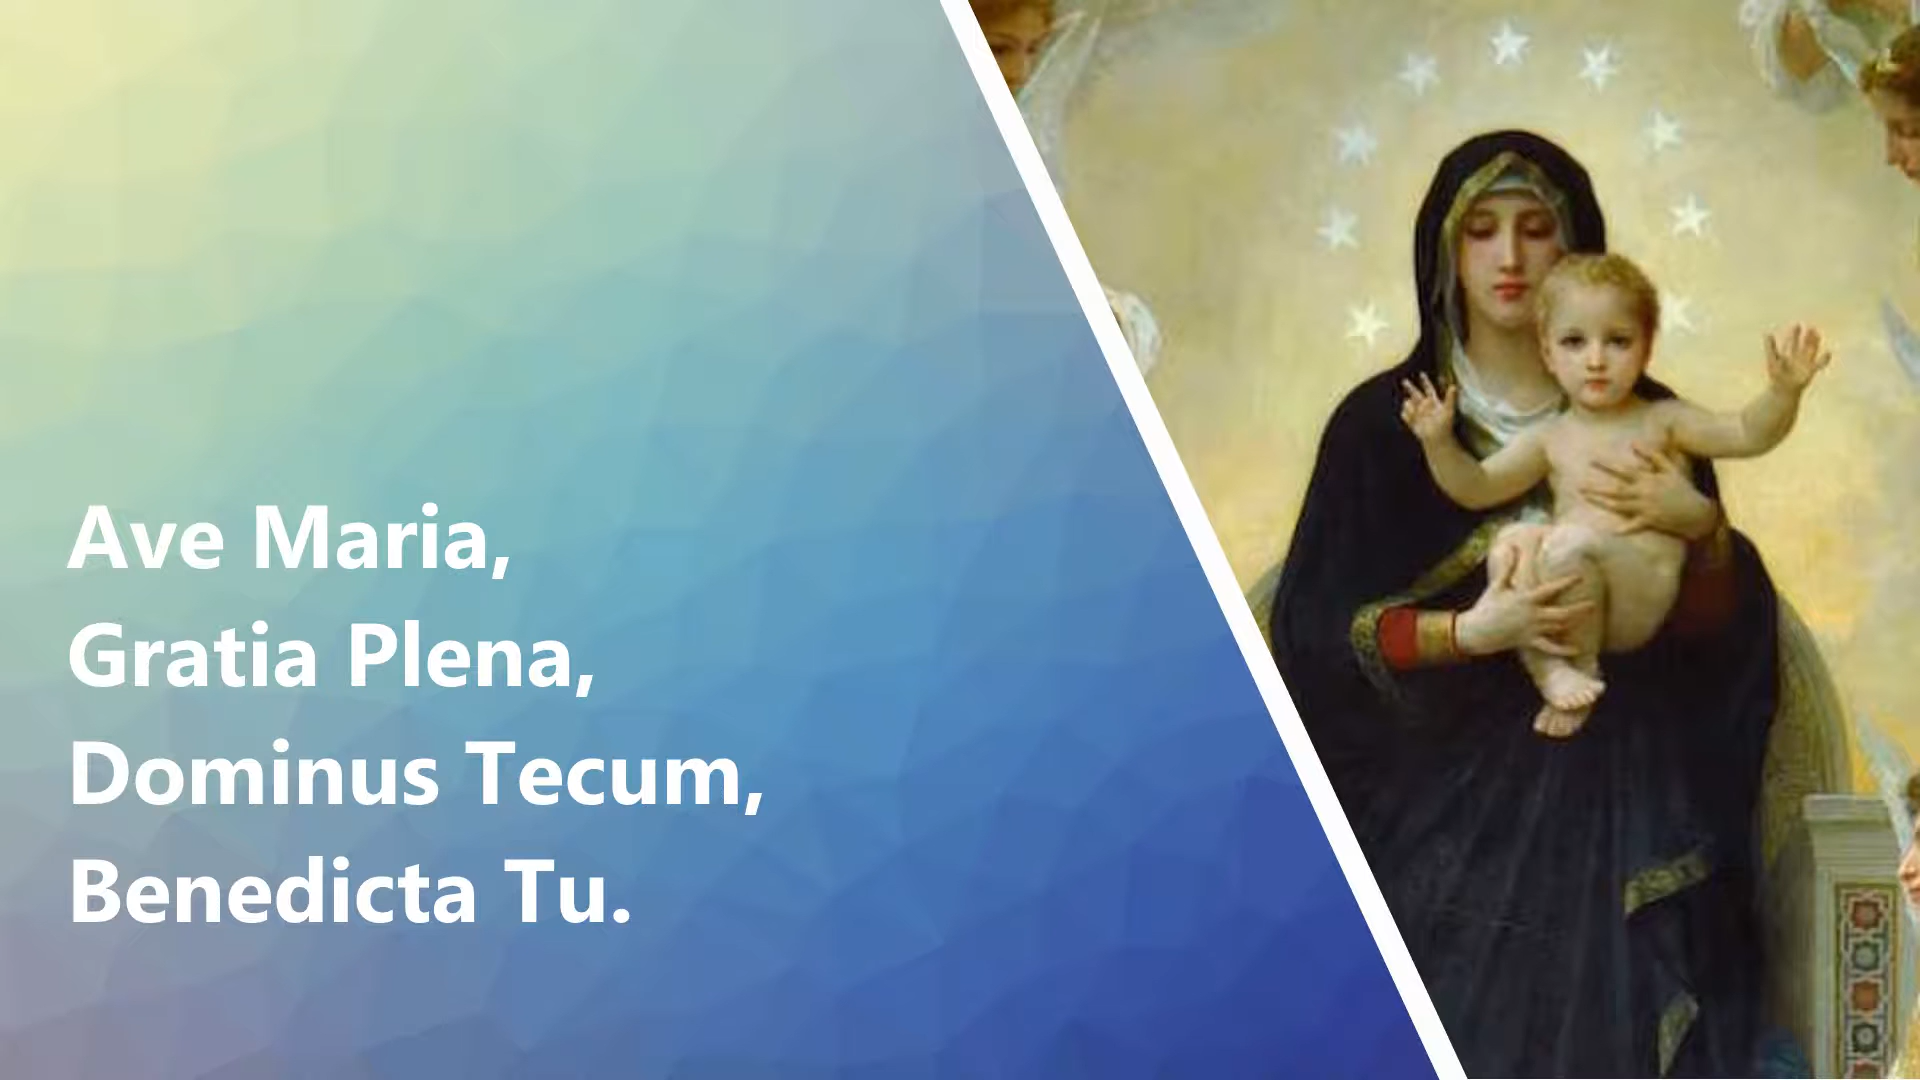 Ave Maria,
Gratia Plena,
Dominus Tecum,
Benedicta Tu.